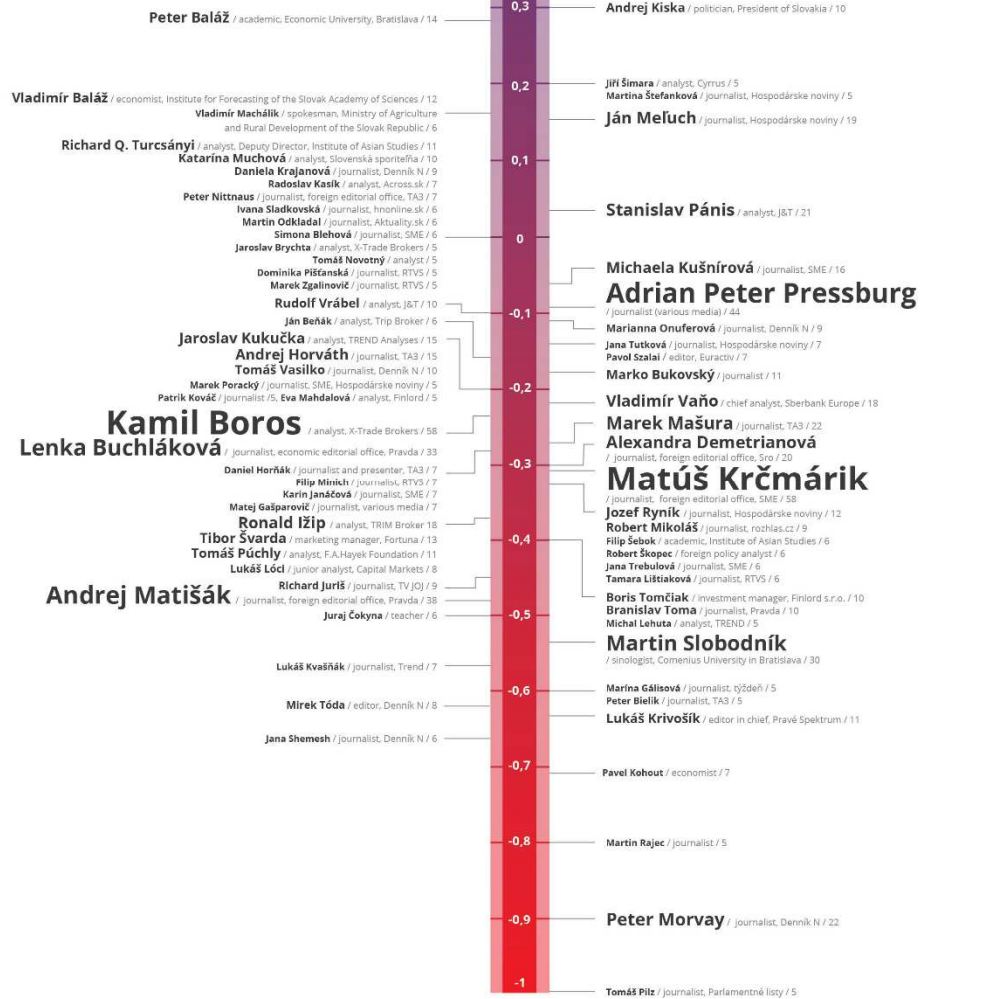 Peter Baláž / academic, Economic University, Bratislava / 14
Vladimír Baláž / economist, Institute for Forecasting of the Slovak Academy of Sciences / 12
Vladimír Machálik / spokesman, Ministry of Agriculture
and Rural Development of the Slovak Republic / 6
Richard Q. Turcsányi / analyst, Deputy Director, Institute of Asian Studies / 11
Katarína Muchová / analyst, Slovenská sporiteľňa / 10
Daniela Krajanová / journalist, Denník N / 9
Radoslav Kasík / analyst, Across.sk / 7
Peter Nittnaus / journalist, foreign editorial office, TA3 / 7
Ivana Sladkovská / journalist, hnonline.sk / 6
Martin Odkladal / journalist, Aktuality.sk / 6
Simona Blehová / journalist, SME / 6
Jaroslav Brychta / analyst, X-Trade Brokers / 5
Tomáš Novotný / analyst / 5
Dominika Pišťanská / journalist, RTVS / 5
Marek Zgalinovič / journalist, RTVS / 5
Rudolf Vrábel / analyst, J&T / 10
Ján Beňák / analyst, Trip Broker / 6
Jaroslav Kukučka / analyst, TREND Analyses / 15
Andrej Horváth / journalist, TA3 / 15
Tomáš Vasilko / journalist, Denník N / 10
Marek Poracký / journalist, SME, Hospodárske noviny / 5
Patrik Kováč / journalist /5, Eva Mahdalová / analyst, Finlord / 5
Kamil Boros / analyst, X-Trade Brokers / 58
Lenka Buchláková / journalist, economic editorial office, Pravda / 33
Daniel Horňák / journalist and presenter, TA3 / 7
Filip Minich / journalist, RTVS / 7
Karin Janáčová / journalist, SME / 7
Matej Gašparovič / journalist, various media / 7
Ronald Ižip / analyst, TRIM Broker 18
Tibor Švarda / marketing manager, Fortuna / 13
Tomáš Púchly / analyst, F.A.Hayek Foundation / 11
Lukáš Lóci / junior analyst, Capital Markets / 8
Richard Juriš / journalist, TV JOJ / 9
Andrej Matišák / journalist, foreign editorial office, Pravda / 38
Juraj Čokyna / teacher / 6
Lukáš Kvašňák / journalist, Trend / 7
Mirek Tóda / editor, Denník N / 8
Jana Shemesh / journalist, Denník N / 6
0,3
0,2
0,1
0
-0,1
-0,2
-0,3
-0,4
-0,5
-0,6
-0,7
-0,8
-0,9
-1
Andrej Kiska / politician, President of Slovakia / 10
Jiří Šimara / analyst, Cyrrus / 5
Martina Štefanková / journalist, Hospodárske noviny / 5
Ján Meľuch / journalist, Hospodárske noviny / 19
Stanislav Pánis / analyst, J&T / 21
Michaela Kušnírová / journalist, SME / 16
Adrian Peter Pressburg
/ journalist (various media) / 44
Marianna Onuferová / journalist, Denník N / 9
Jana Tutková / journalist, Hospodárske noviny / 7
Pavol Szalai / editor, Euractiv / 7
Marko Bukovský / journalist / 11
Vladimír Vaňo / chief analyst, Sberbank Europe / 18
Marek Mašura / journalist, TA3 / 22
Alexandra Demetrianová
/ journalist, foreign editorial office, Sro / 20
Matúš Krčmárik
/ journalist, foreign editorial office, SME / 58
Jozef Ryník / journalist, Hospodárske noviny / 12
Robert Mikoláš / journalist, rozhlas.cz / 9
Filip Šebok / academic, Institute of Asian Studies / 6
Robert Škopec / foreign policy analyst / 6
Jana Trebulová / journalist, SME / 6
Tamara Lištiaková / journalist, RTVS / 6
Boris Tomčiak / investment manager, Finlord s.r.o. / 10
Branislav Toma / journalist, Pravda / 10
Michal Lehuta / analyst, TREND / 5
Martin Slobodník
/ sinologist, Comenius University in Bratislava / 30
Marína Gálisová / journalist, týždeň / 5
Peter Bielik / journalist, TA3 / 5
Lukáš Krivošík / editor in chief, Pravé Spektrum / 11
Pavel Kohout / economist / 7
Martin Rajec / journalist / 5
Peter Morvay / journalist, Denník N / 22
Tomáš Pilz / journalist, Parlamentné listy / 5